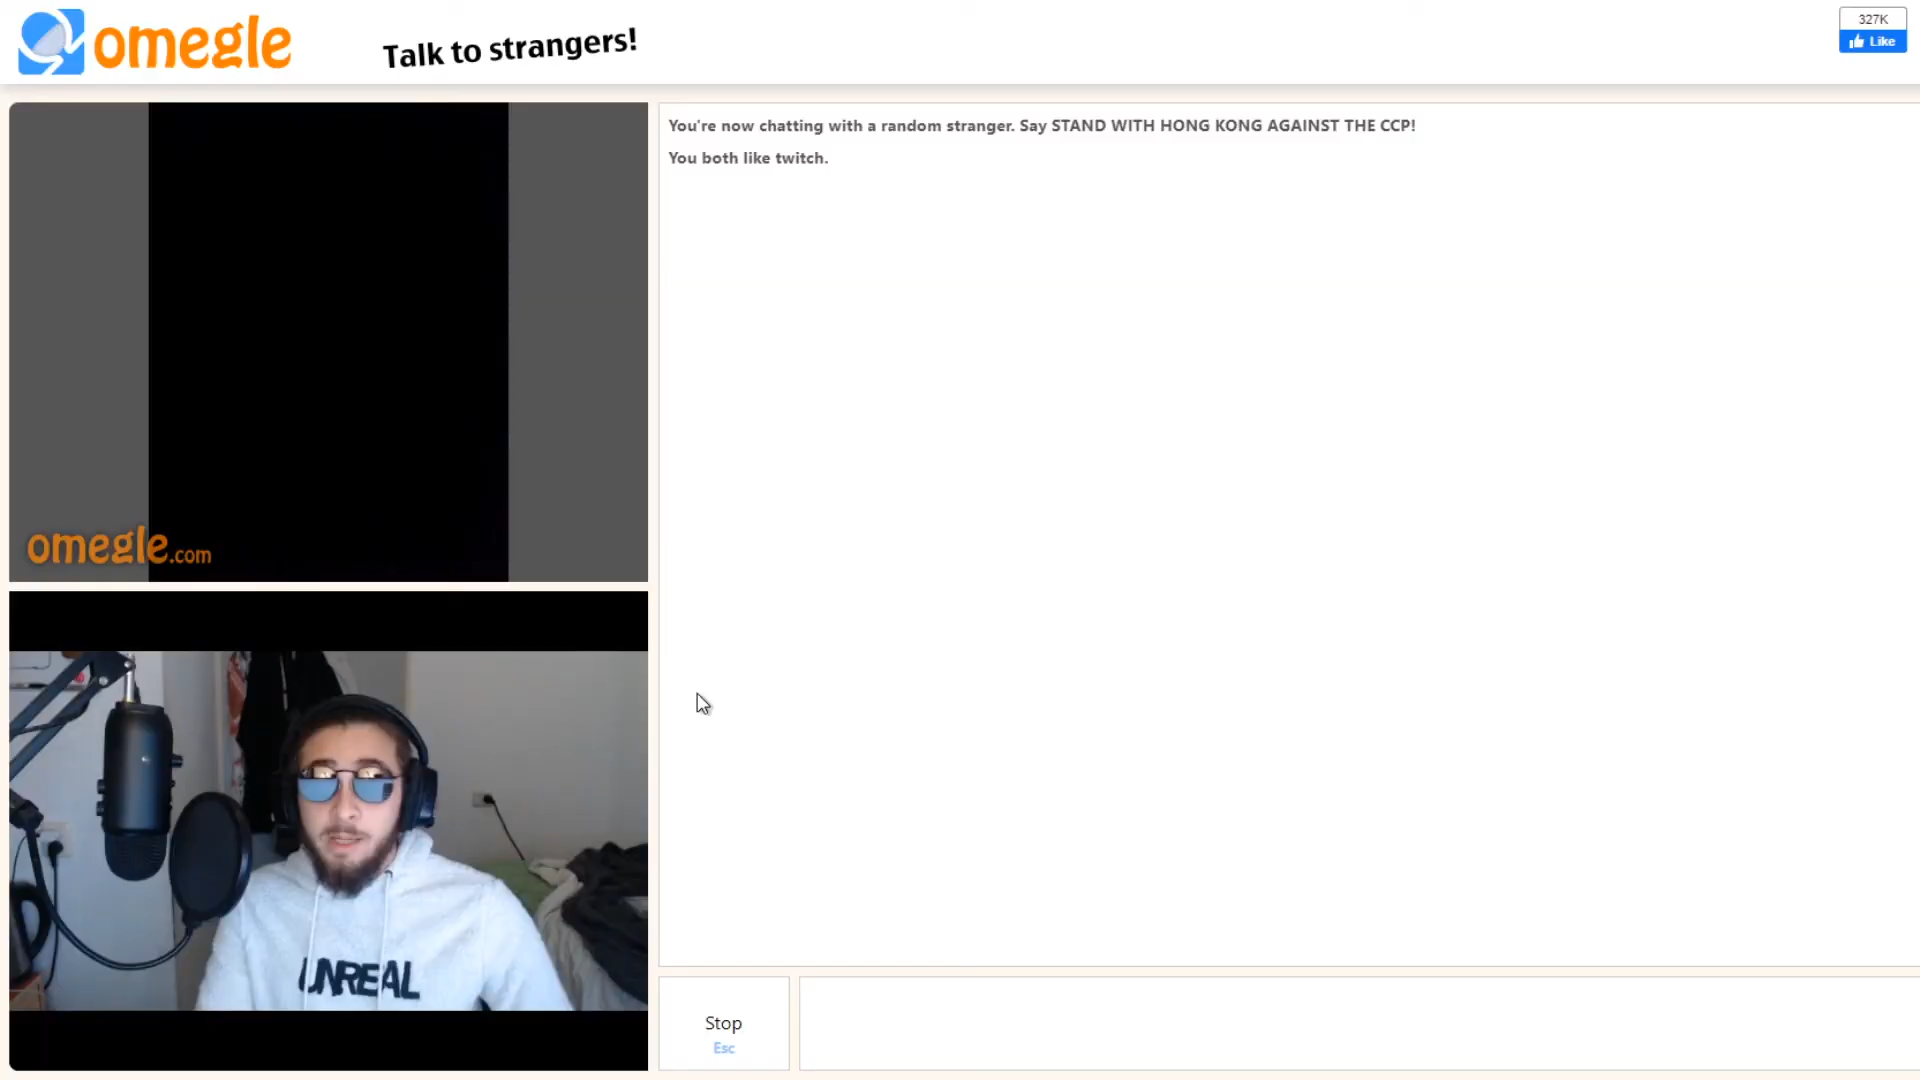 omegle
Talk to strangers!
327K
Like
You're now chatting with a random stranger. Say STAND WITH HONG KONG AGAINST THE CCP!
You both like twitch.
omegle.com
UNREAL
Stop
Esc